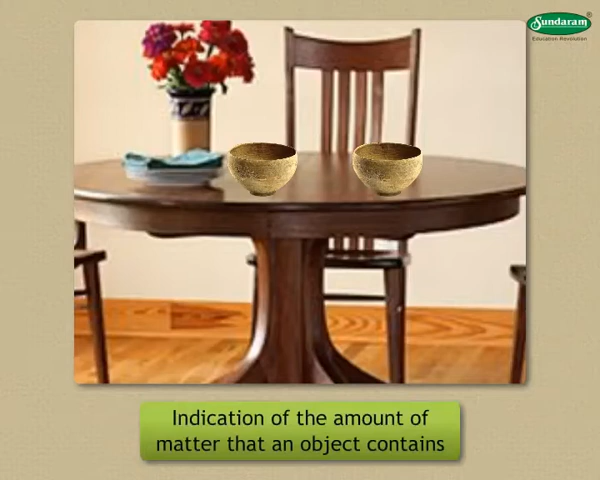 Sundaram®
Education Revolution
Indication of the amount of
matter that an object contains